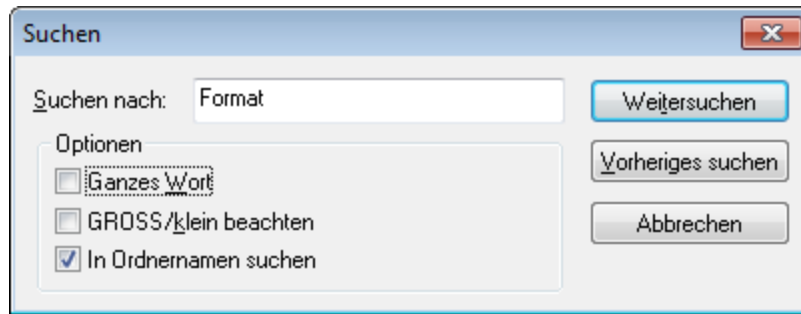 Suchen
Suchen nach: Format
Weitersuchen
Optionen
Vorheriges suchen
Ganzes Wort
GROSS/klein beachten
Abbrechen
In Ordnernamen suchen